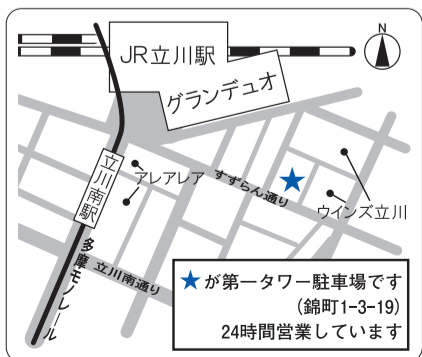 N
JR立川駅
グランデュオ
立川南駅
アレアレア
すずらん通り
ウインズ立川
多摩モノレール
立川南通り
★が第一タワー駐車場です
(錦町1-3-19)
24時間営業しています